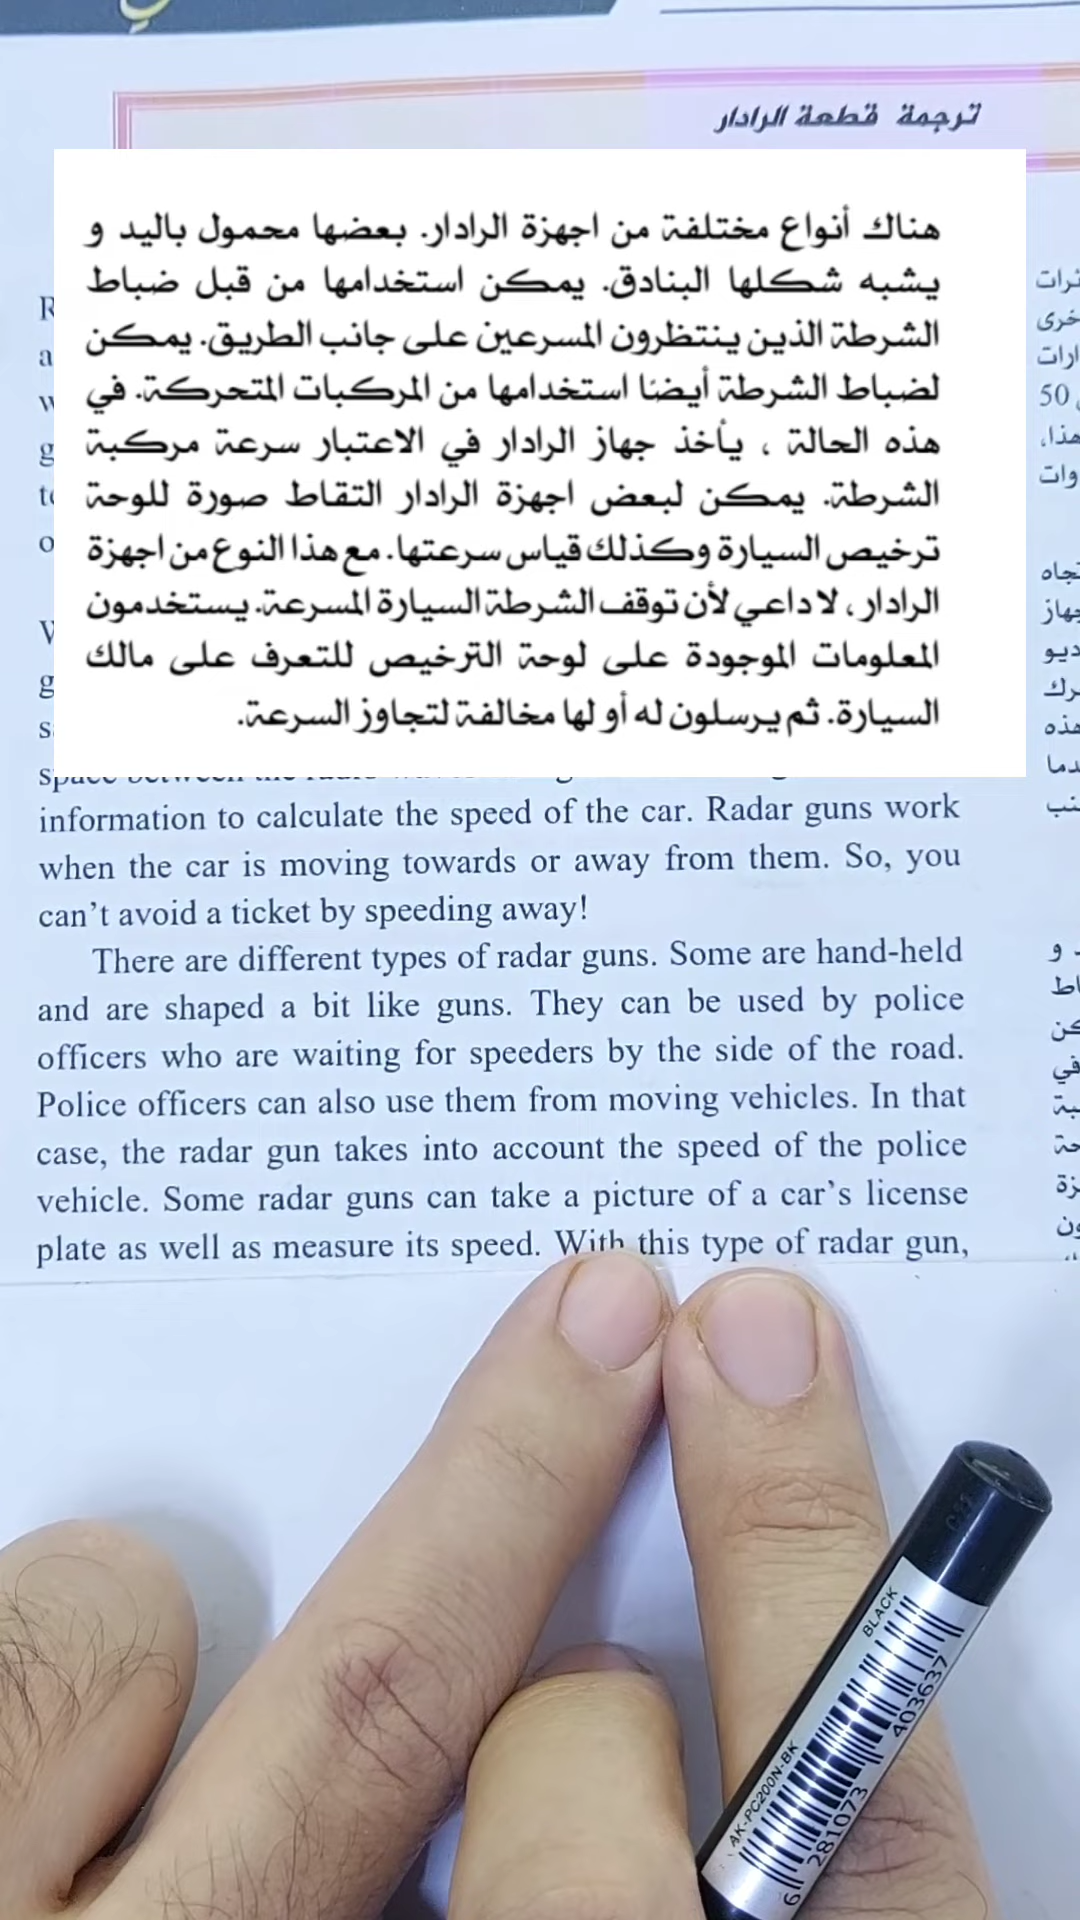 ترجمة قطعة الرادار
هناك أنواع مختلفة من اجهزة الرادار. بعضها محمول باليد و
يشبه شكلها البنادق. يمكن استخدامها من قبل ضباط
الشرطة الذين ينتظرون المسرعين على جانب الطريق. يمكن
لضباط الشرطة أيضا استخدامها من المركبات المتحركة. في
هذه الحالة ، يأخذ جهاز الرادار في الاعتبار سرعة مركبة
الشرطة. يمكن لبعض اجهزة الرادار التقاط صورة للوحة
ترخيص السيارة وكذلك قياس سرعتها. مع هذا النوع من اجهزة
الرادار ، لا داعي لأن توقف الشرطة السيارة المسرعة. يستخدمون
المعلومات الموجودة على لوحة الترخيص للتعرف على مالك
السيارة. ثم يرسلون له أو لها مخالفة لتجاوز السرعة.
50
information to calculate the speed of the car. Radar guns work
when the car is moving towards or away from them. So, you
can't avoid a ticket by speeding away!
There are different types of radar guns. Some are hand-held
and are shaped a bit like guns. They can be used by police
officers who are waiting for speeders by the side of the road.
Police officers can also use them from moving vehicles. In that
case, the radar gun takes into account the speed of the police
vehicle. Some radar guns can take a picture of a car's license
plate as well as measure its speed. With this type of radar gun,
BLACK
AK-PC200N-BK
6 281073 403637